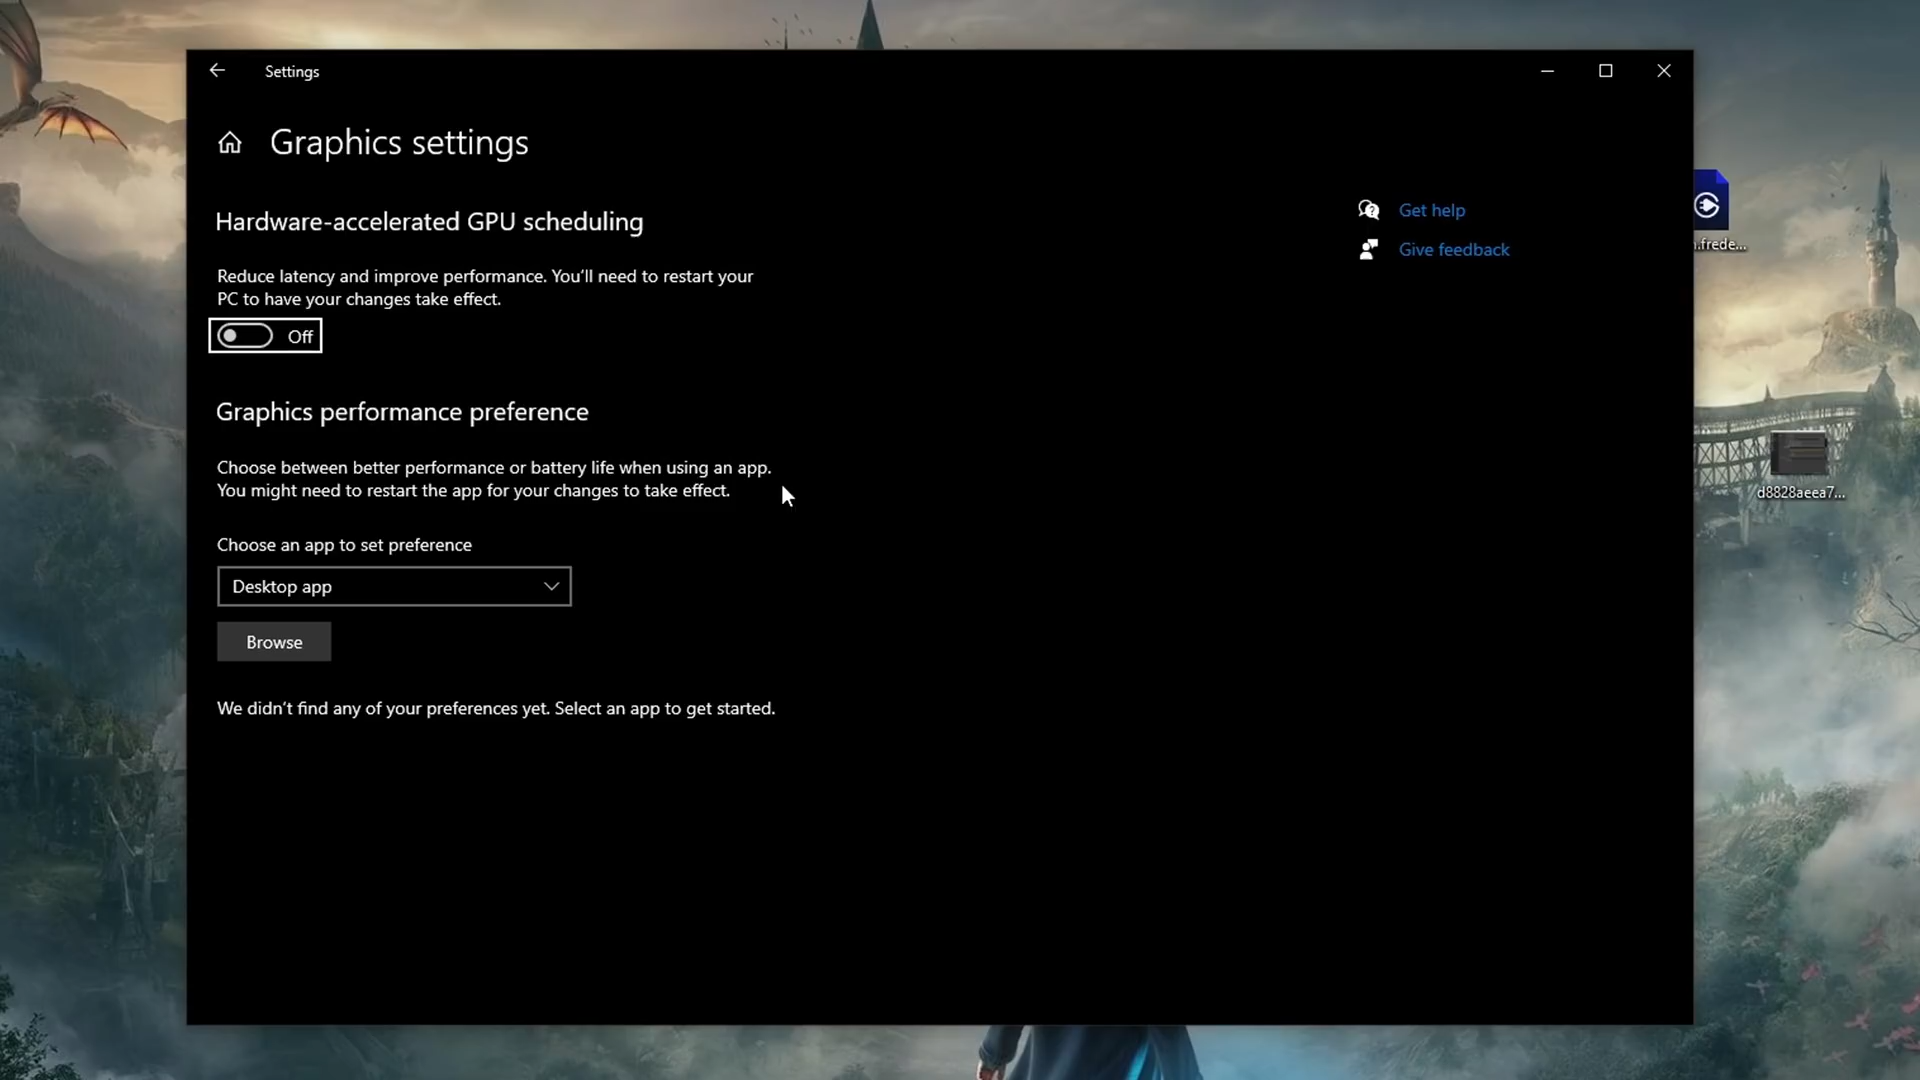 Settings
Graphics settings
Hardware-accelerated GPU scheduling
Reduce latency and improve performance. You'll need to restart your
PC to have your changes take effect.
Off
Graphics performance preference
Choose between better performance or battery life when using an app.
You might need to restart the app for your changes to take effect.
Choose an app to set preference
Desktop app
Browse
We didn't find any of your preferences yet. Select an app to get started.
Get help
Give feedback
.frede...
d8828aeea7...